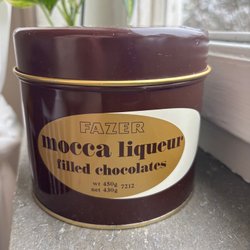 FAZER
mocca liqueur
filled chocolates
wt 450g 7212
net 430g